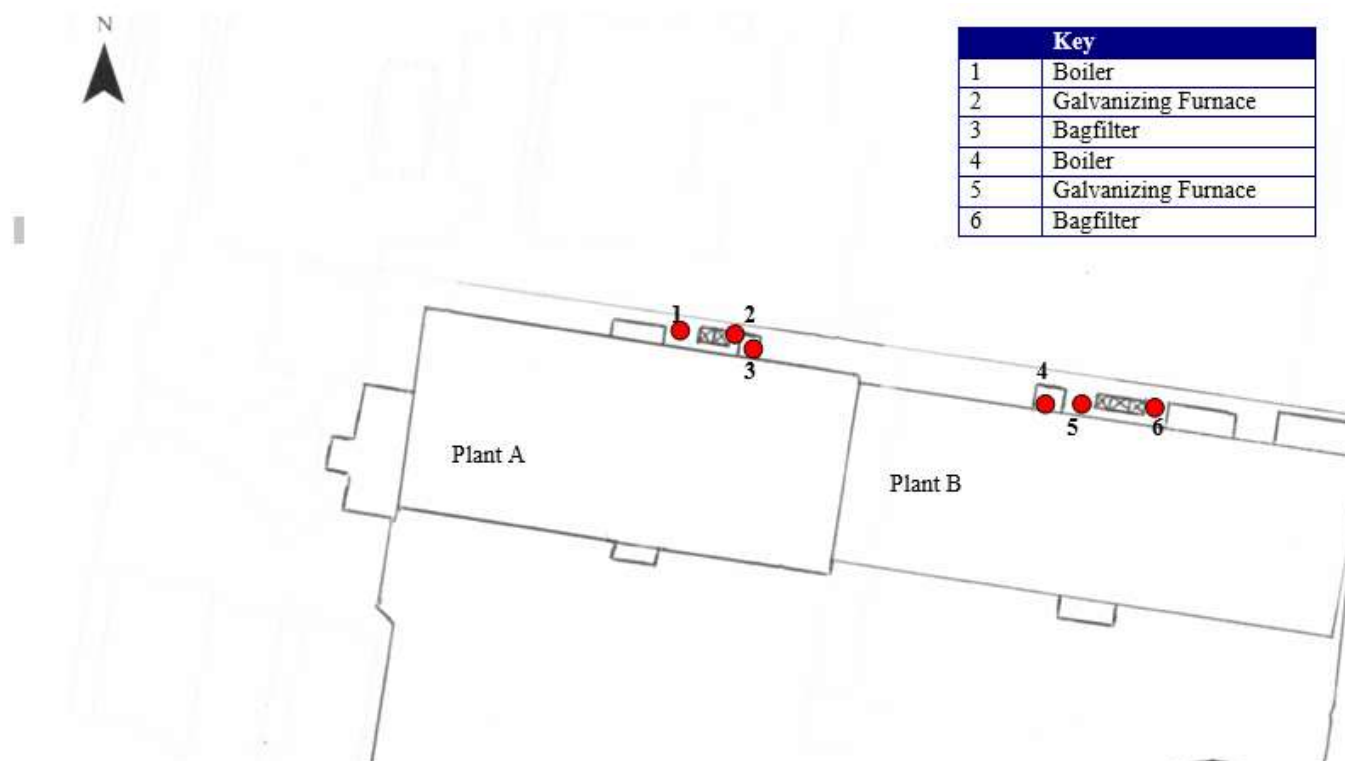 N
Key
1 Boiler
2 Galvanizing Furnace
3 Bagfilter
4 Boiler
5 Galvanizing Furnace
6 Bagfilter
1
2
3
4
5
6
Plant A
Plant B